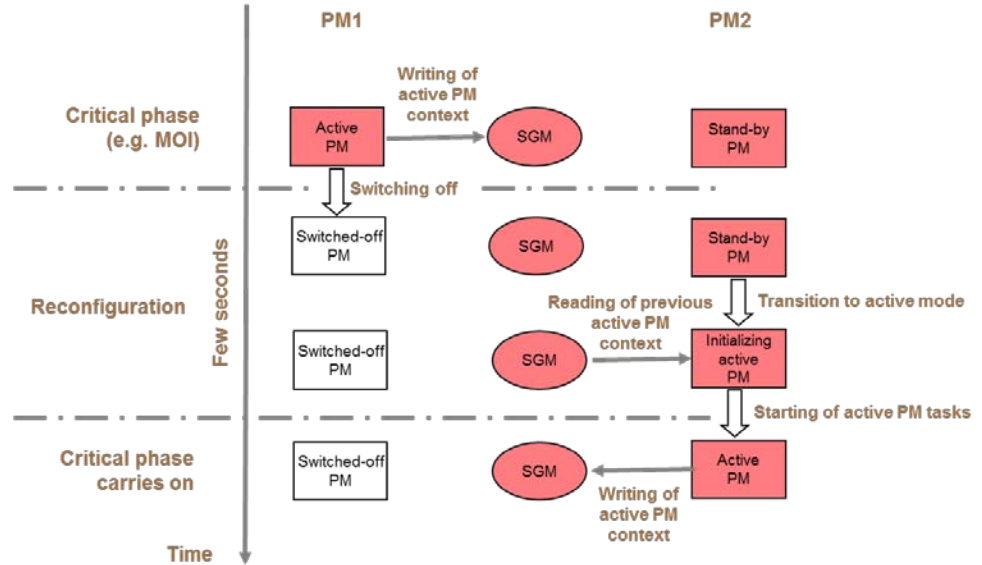 PM1
PM2
Writing of
active PM
context
Critical phase
(e.g. MOI)
Active
PM
SGM
Stand-by
PM
Switching off
Switched-off
PM
SGM
Stand-by
PM
Few seconds
Reconfiguration
Reading of previous
active PM
context
Transition to active mode
Switched-off
PM
SGM
Initializing
active
PM
Starting of active PM tasks
Critical phase
carries on
Switched-off
PM
SGM
Active
PM
Writing of
active PM
context
Time